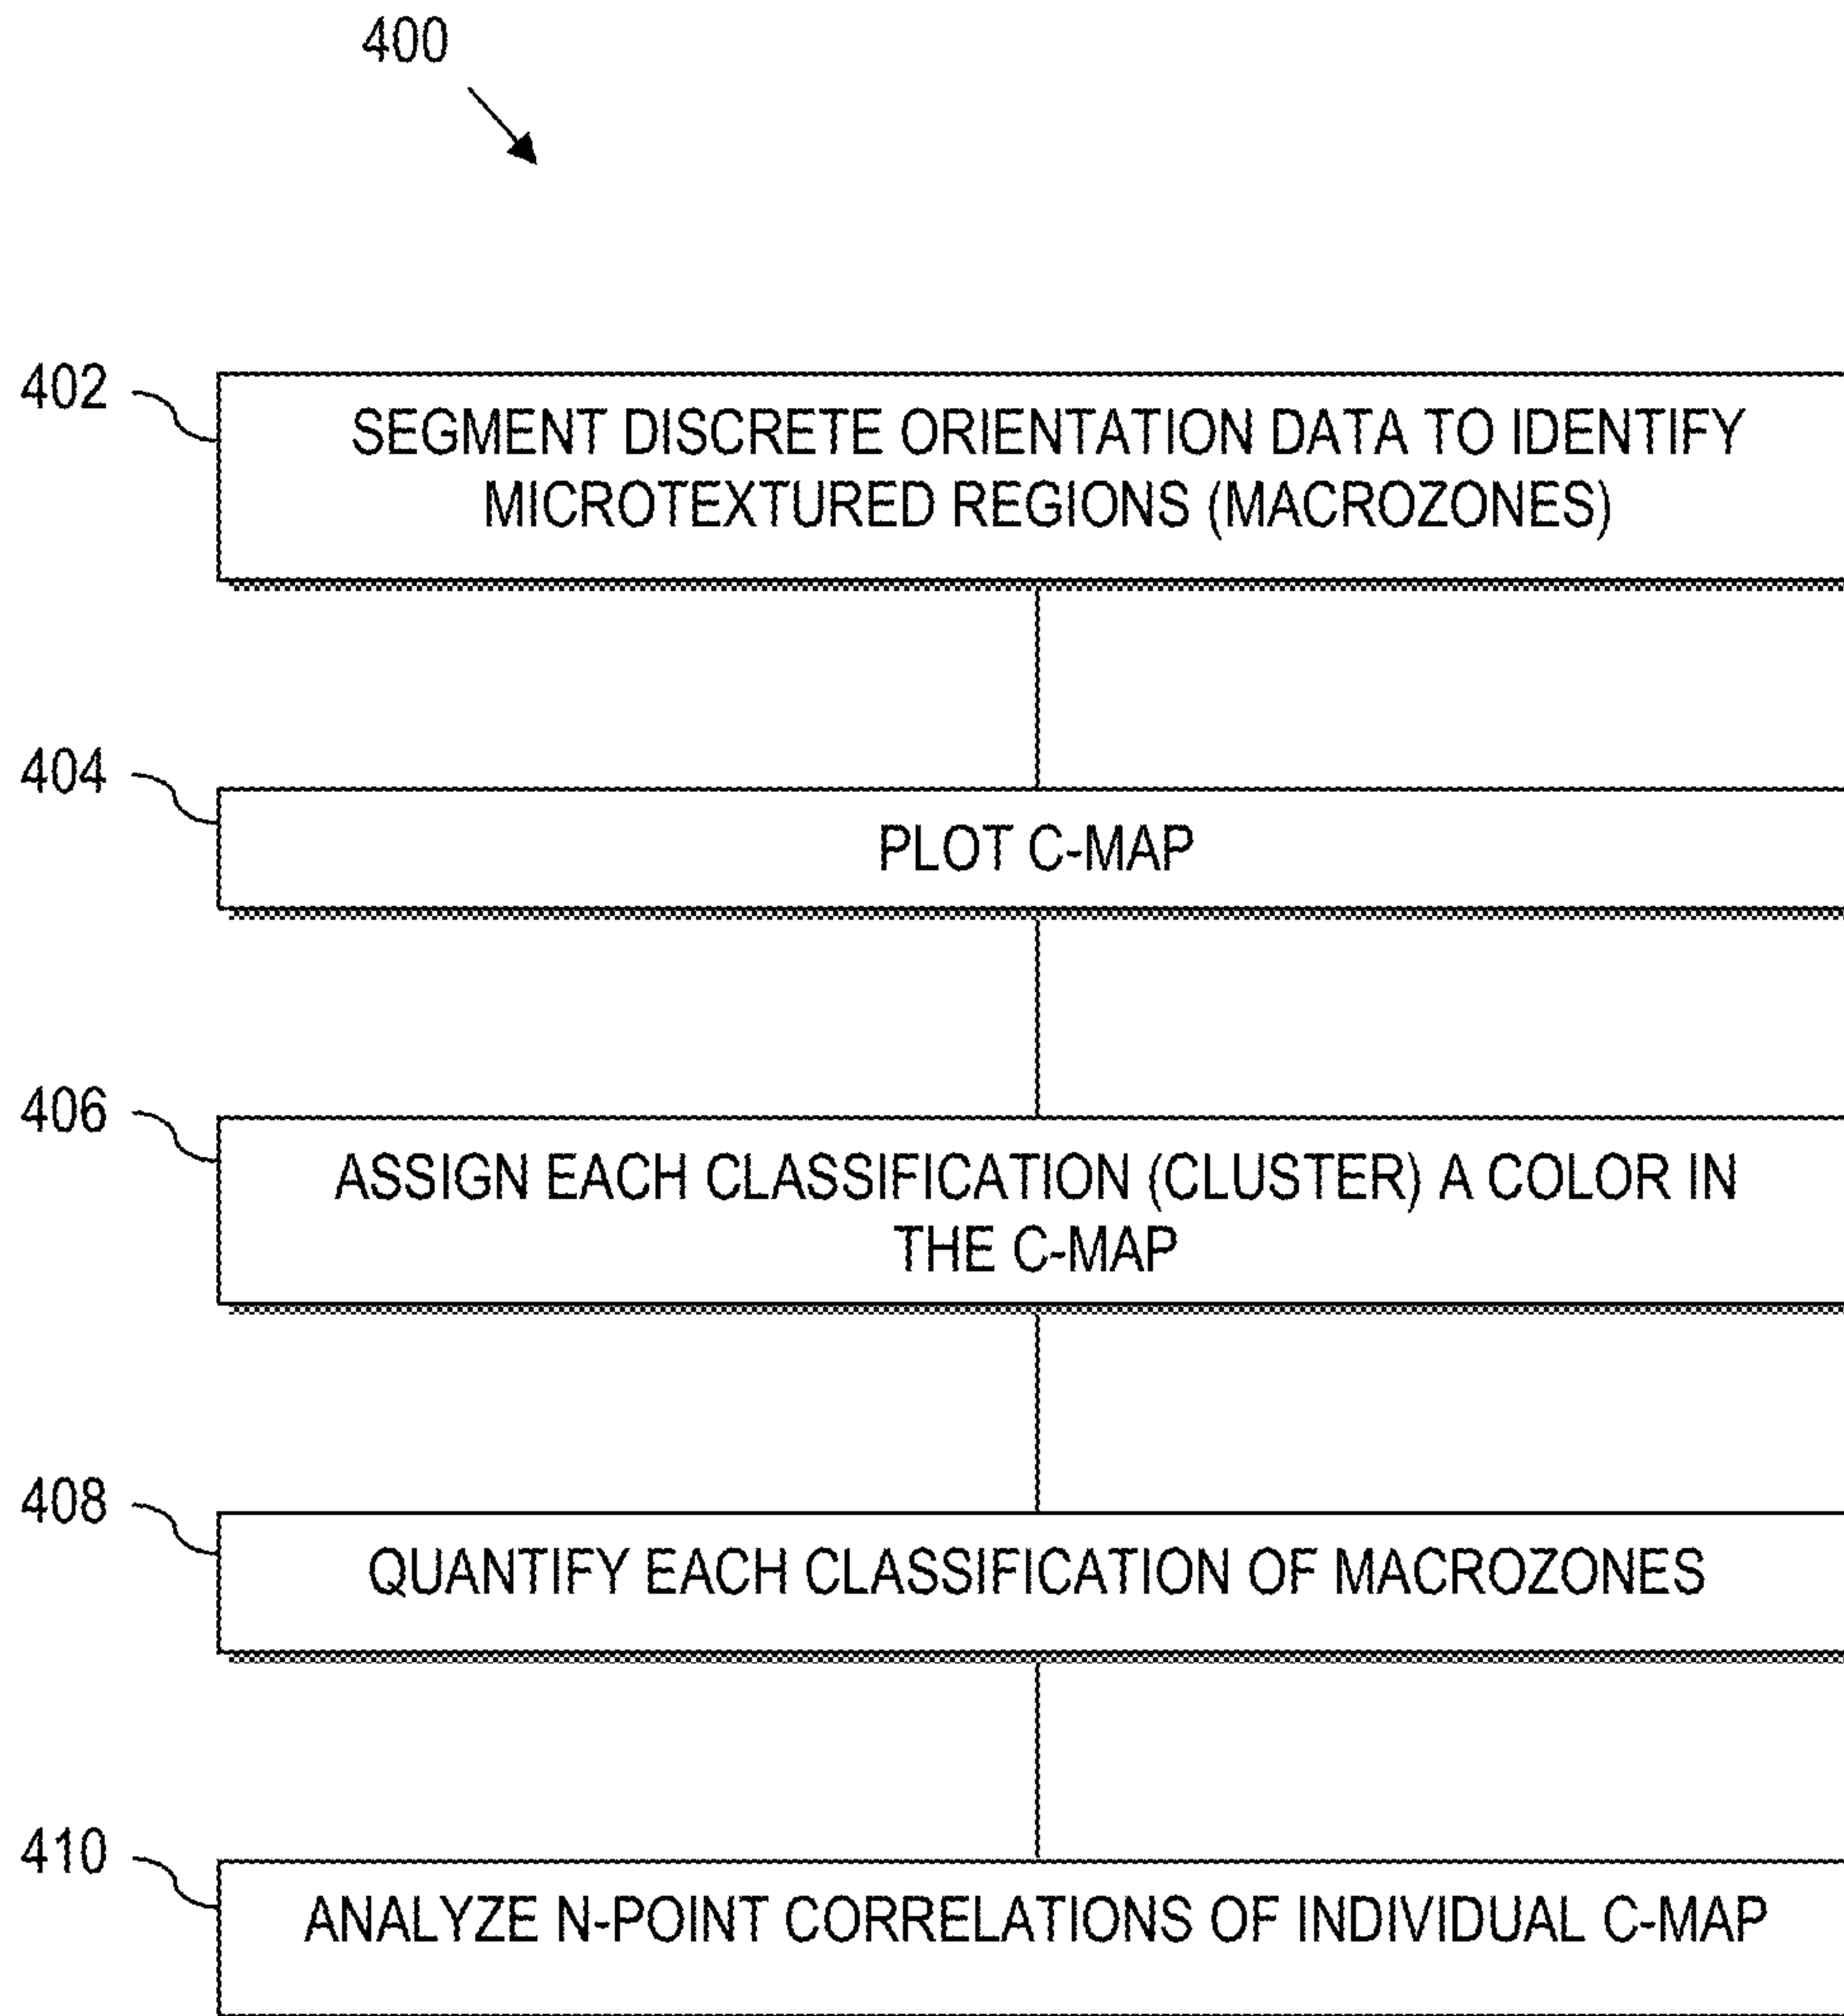 400
402
SEGMENT DISCRETE ORIENTATION DATA TO IDENTIFY
MICROTEXTURED REGIONS (MACROZONES)
404
PLOT C-MAP
406
ASSIGN EACH CLASSIFICATION (CLUSTER) A COLOR IN
THE C-MAP
408
QUANTIFY EACH CLASSIFICATION OF MACROZONES
410
ANALYZE N-POINT CORRELATIONS OF INDIVIDUAL C-MAP